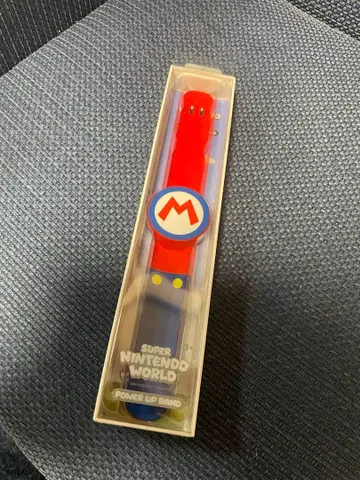 M
SUPER
NINTENDO
WORLD
POWER UP BAND